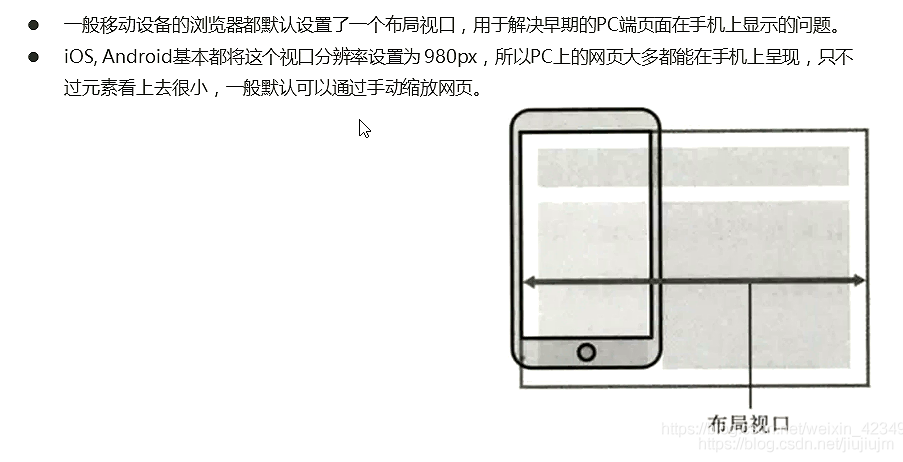 一般移动设备的浏览器都默认设置了一个布局视口，用于解决早期的PC端页面在手机上显示的问题。
iOS, Android基本都将这个视口分辨率设置为 980px，所以PC上的网页大多都能在手机上呈现，只不
过元素看上去很小，一般默认可以通过手动缩放网页。
布局视口
https://blog.csdn.net/weixin_42349
https://blog.csdn.net/jiujiujm